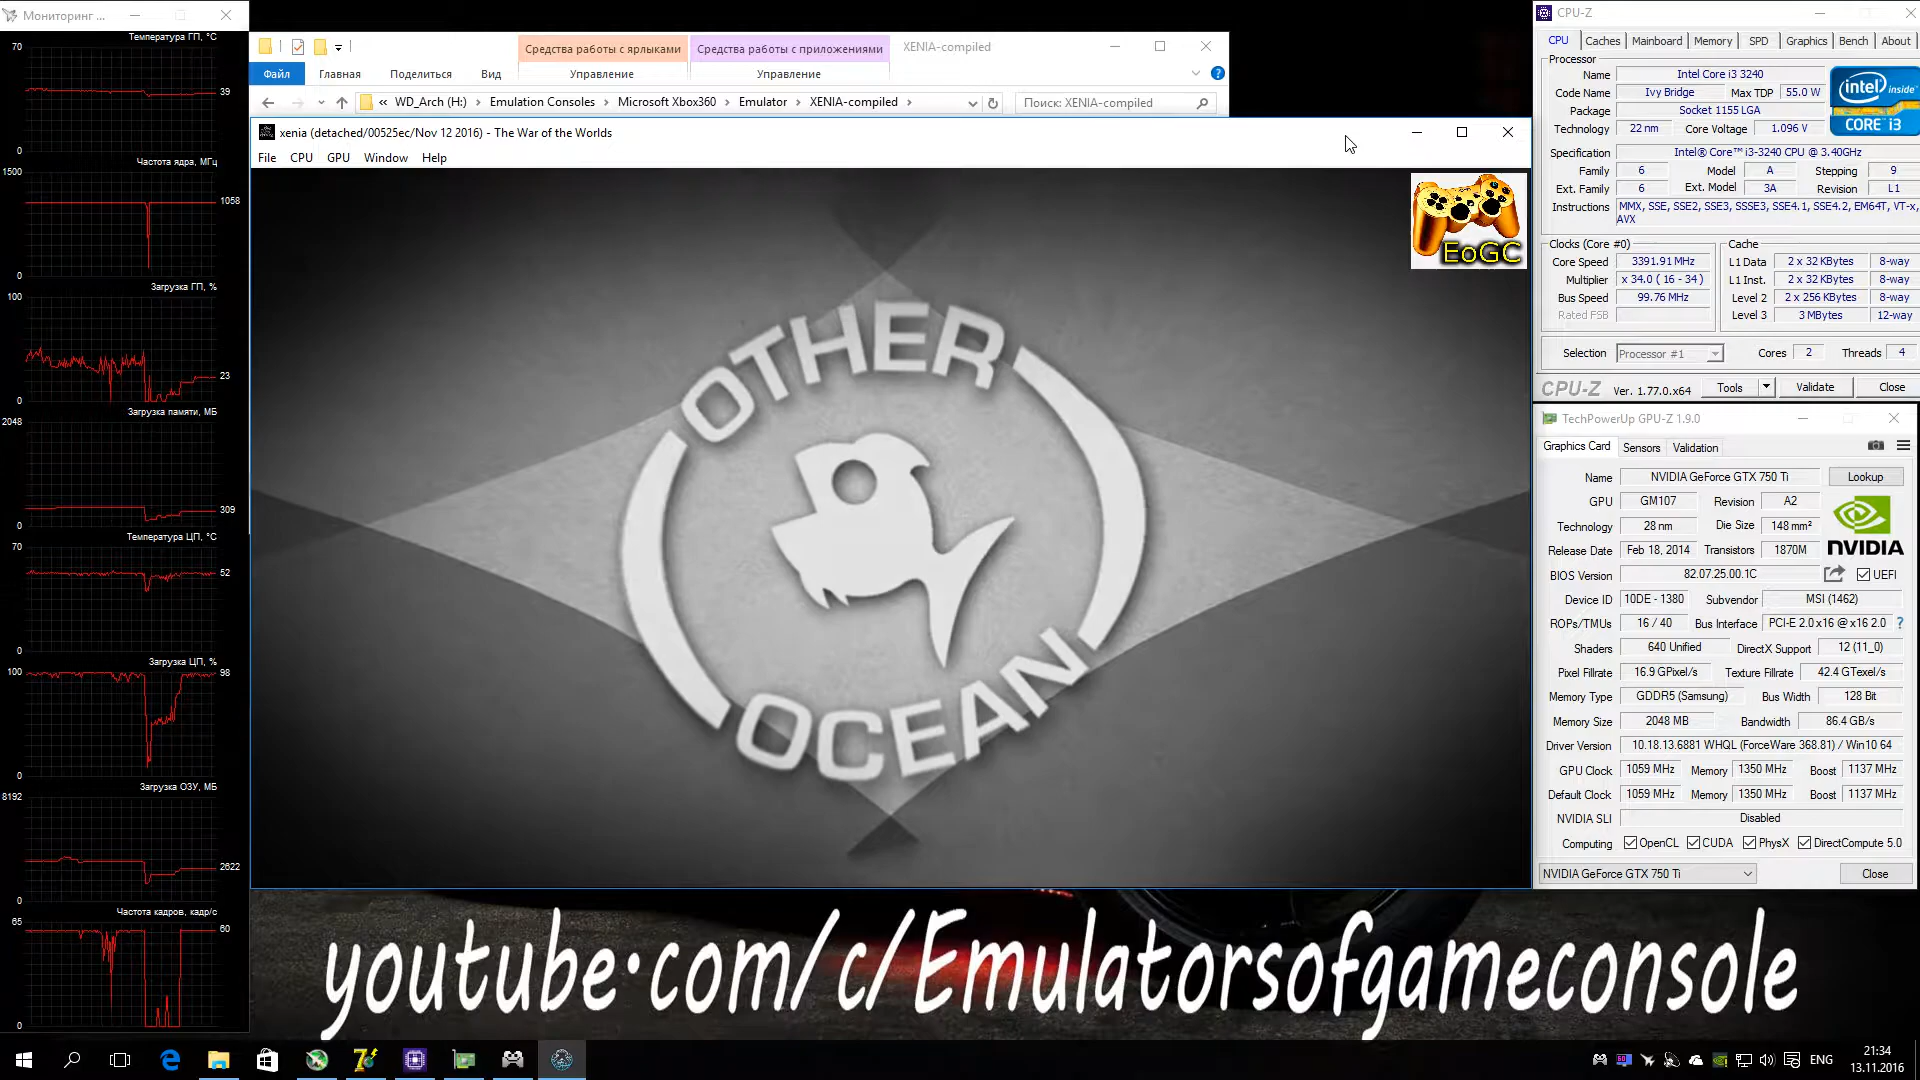 Мониторинг ...
Температура ГП, °C
70
39
0
Частота ядра, МГц
1500
1058
0
Загрузка ГП, %
100
23
0
Загрузка памяти, МБ
2048
309
0
Температура ЦП, °C
70
52
0
Загрузка ЦП, %
100
98
0
Загрузка ОЗУ, МБ
8192
2622
0
Частота кадров, кадр/с
65
60
0
Средства работы с ярлыками
Средства работы с приложениями
XENIA-compiled
Файл
Главная
Поделиться
Вид
Управление
Управление
« WD_Arch (H:) › Emulation Consoles › Microsoft Xbox360 › Emulator › XENIA-compiled ›
Поиск: XENIA-compiled
xenia (detached/00525ec/Nov 12 2016) - The War of the Worlds
File CPU GPU Window Help
EoGC
OTHER
OCEAN
youtube.com/c/Emulatorsofgameconsole
CPU-Z
CPU Caches Mainboard Memory SPD Graphics Bench About
Processor
Name Intel Core i3 3240
Code Name Ivy Bridge Max TDP 55.0 W
Package Socket 1155 LGA
Technology 22 nm Core Voltage 1.096 V
intel inside™
CORE i3
Specification Intel® Core™ i3-3240 CPU @ 3.40GHz
Family 6 Model A Stepping 9
Ext. Family 6 Ext. Model 3A Revision L1
Instructions MMX, SSE, SSE2, SSE3, SSSE3, SSE4.1, SSE4.2, EM64T, VT-x,
AVX
Clocks (Core #0)
Core Speed 3391.91 MHz
Multiplier x 34.0 ( 16 - 34 )
Bus Speed 99.76 MHz
Rated FSB
Cache
L1 Data 2 x 32 KBytes 8-way
L1 Inst. 2 x 32 KBytes 8-way
Level 2 2 x 256 KBytes 8-way
Level 3 3 MBytes 12-way
Selection Processor #1 Cores 2 Threads 4
CPU-Z Ver. 1.77.0.x64 Tools Validate Close
TechPowerUp GPU-Z 1.9.0
Graphics Card Sensors Validation
Name NVIDIA GeForce GTX 750 Ti Lookup
GPU GM107 Revision A2
Technology 28 nm Die Size 148 mm²
Release Date Feb 18, 2014 Transistors 1870M
NVIDIA
BIOS Version 82.07.25.00.1C UEFI
Device ID 10DE - 1380 Subvendor MSI (1462)
ROPs/TMUs 16 / 40 Bus Interface PCI-E 2.0 x16 @ x16 2.0 ?
Shaders 640 Unified DirectX Support 12 (11_0)
Pixel Fillrate 16.9 GPixel/s Texture Fillrate 42.4 GTexel/s
Memory Type GDDR5 (Samsung) Bus Width 128 Bit
Memory Size 2048 MB Bandwidth 86.4 GB/s
Driver Version 10.18.13.6881 WHQL (ForceWare 368.81) / Win10 64
GPU Clock 1059 MHz Memory 1350 MHz Boost 1137 MHz
Default Clock 1059 MHz Memory 1350 MHz Boost 1137 MHz
NVIDIA SLI Disabled
Computing OpenCL CUDA PhysX DirectCompute 5.0
NVIDIA GeForce GTX 750 Ti Close
ENG
21:34
13.11.2016